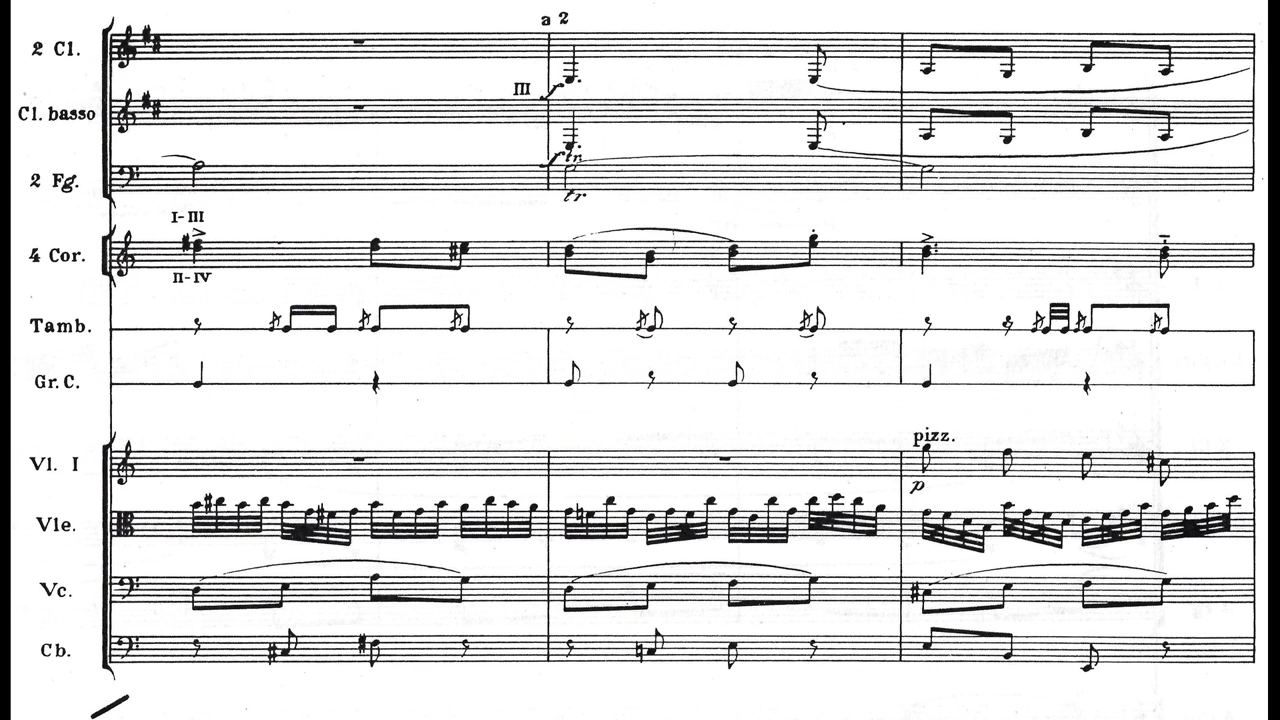 a 2
2 Cl.
III
f
Cl. basso
f tr
2 Fg.
tr.
I-III
4 Cor.
II-IV
Tamb.
Gr. C.
pizz.
Vl. I
p
Vle.
Vc.
Cb.